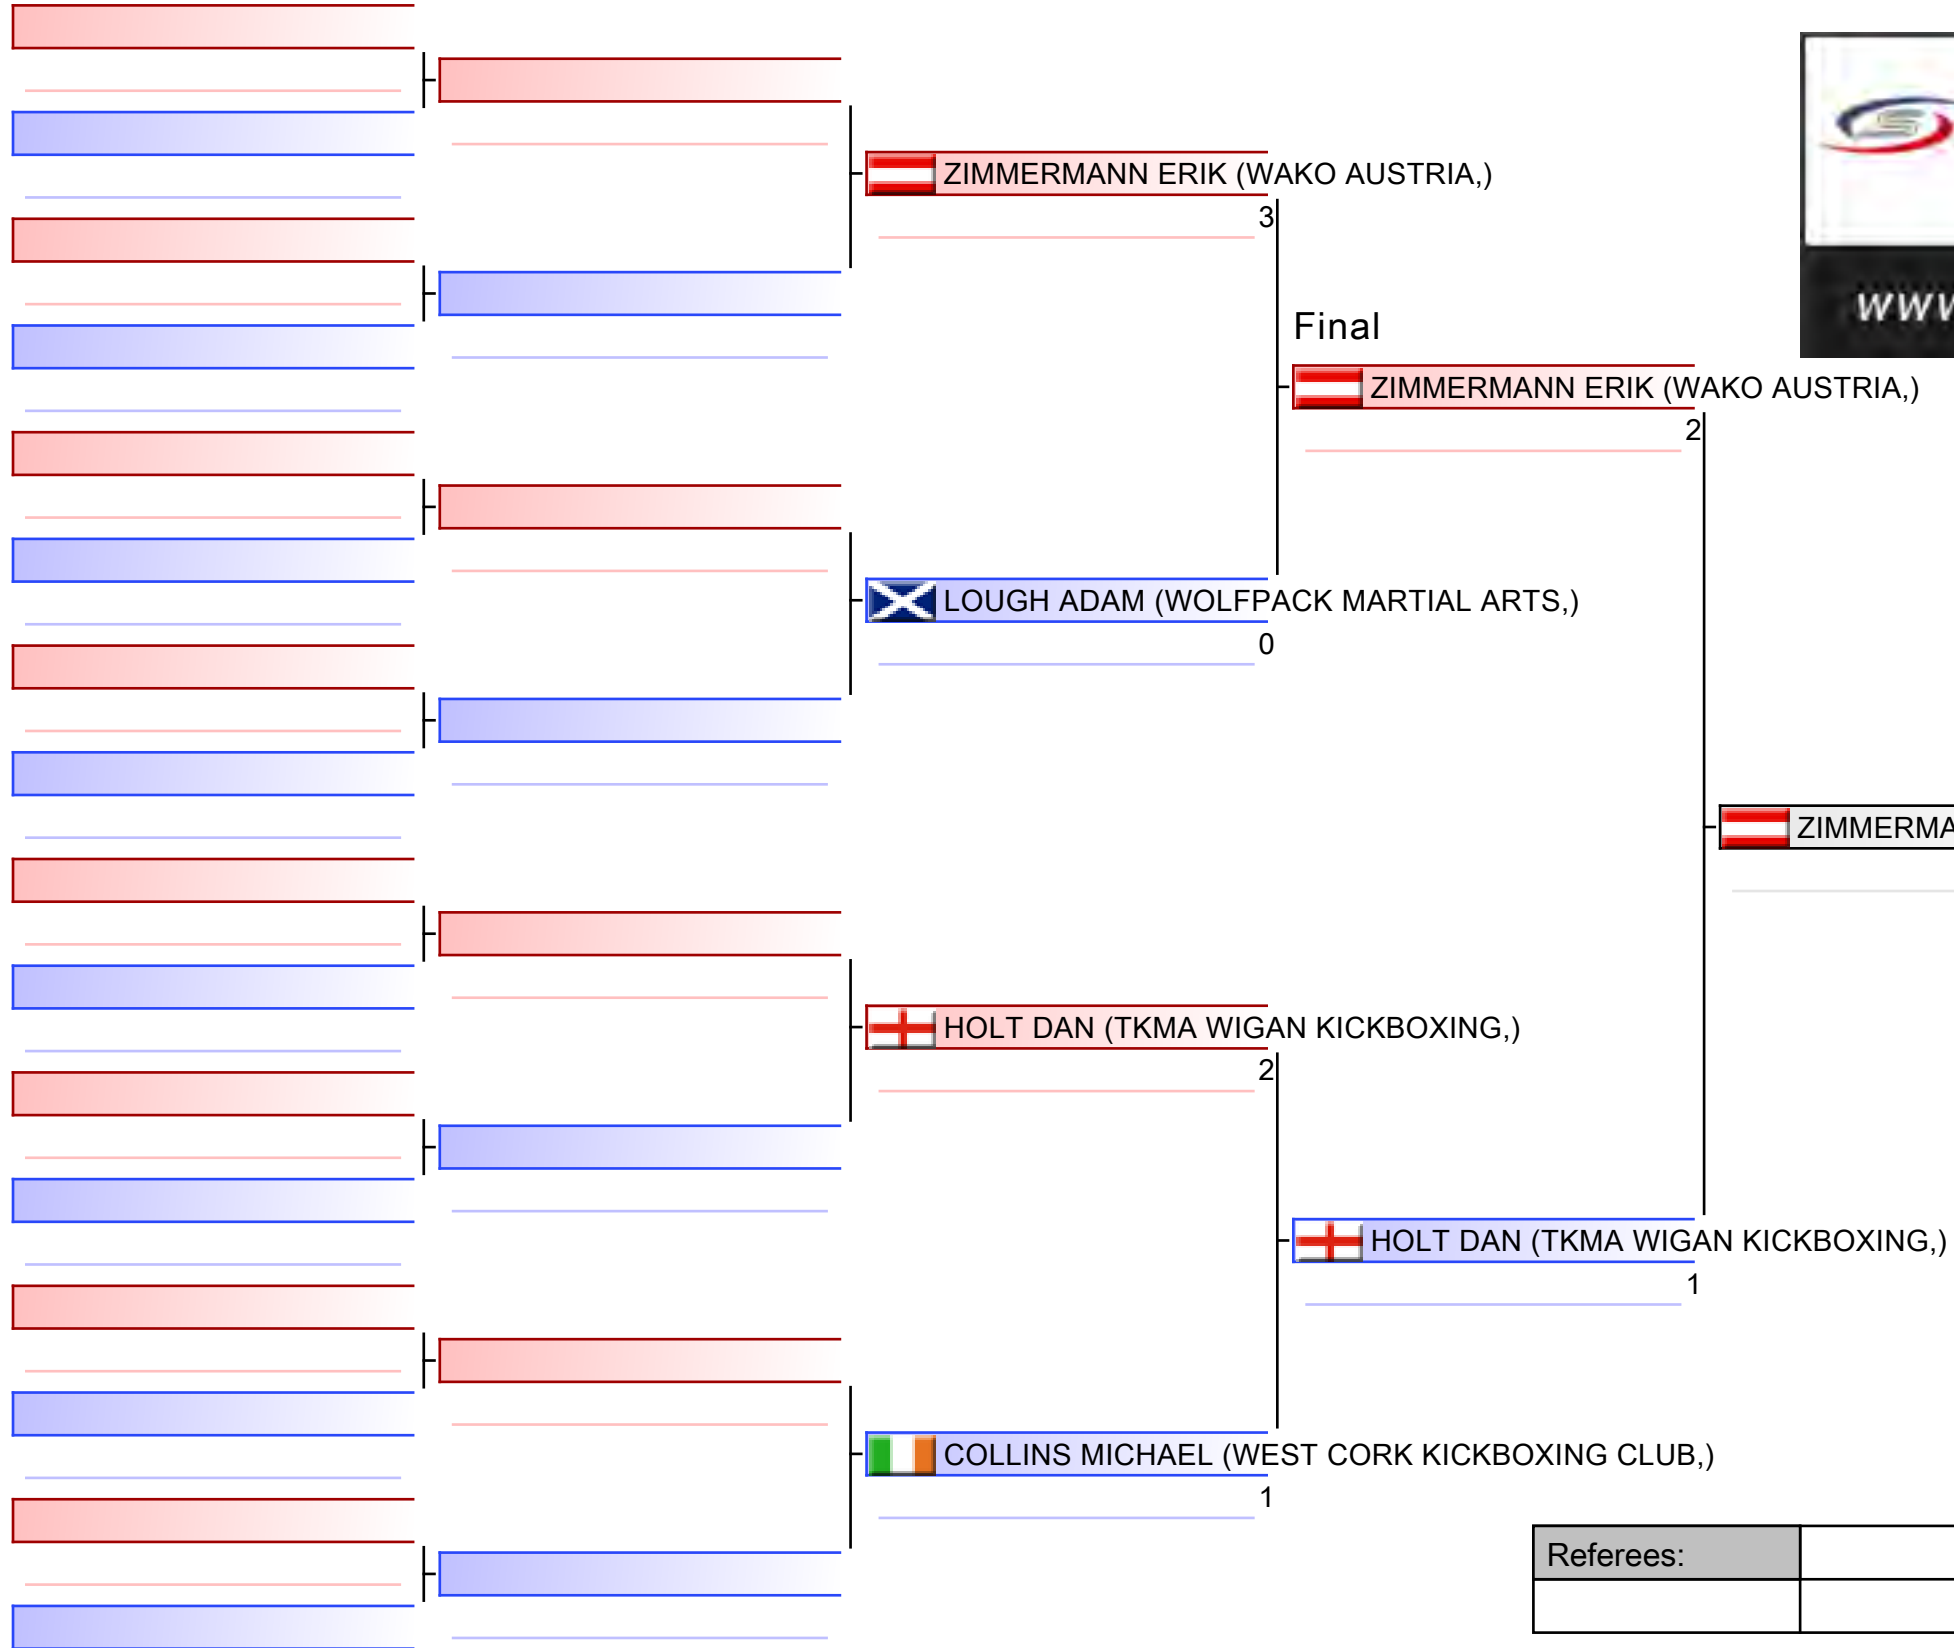 ZIMMERMANN ERIK (WAKO AUSTRIA,)
3
www
Final
ZIMMERMANN ERIK (WAKO AUSTRIA,)
2
LOUGH ADAM (WOLFPACK MARTIAL ARTS,)
0
ZIMMERMA
HOLT DAN (TKMA WIGAN KICKBOXING,)
2
HOLT DAN (TKMA WIGAN KICKBOXING,)
1
COLLINS MICHAEL (WEST CORK KICKBOXING CLUB,)
1
Referees: